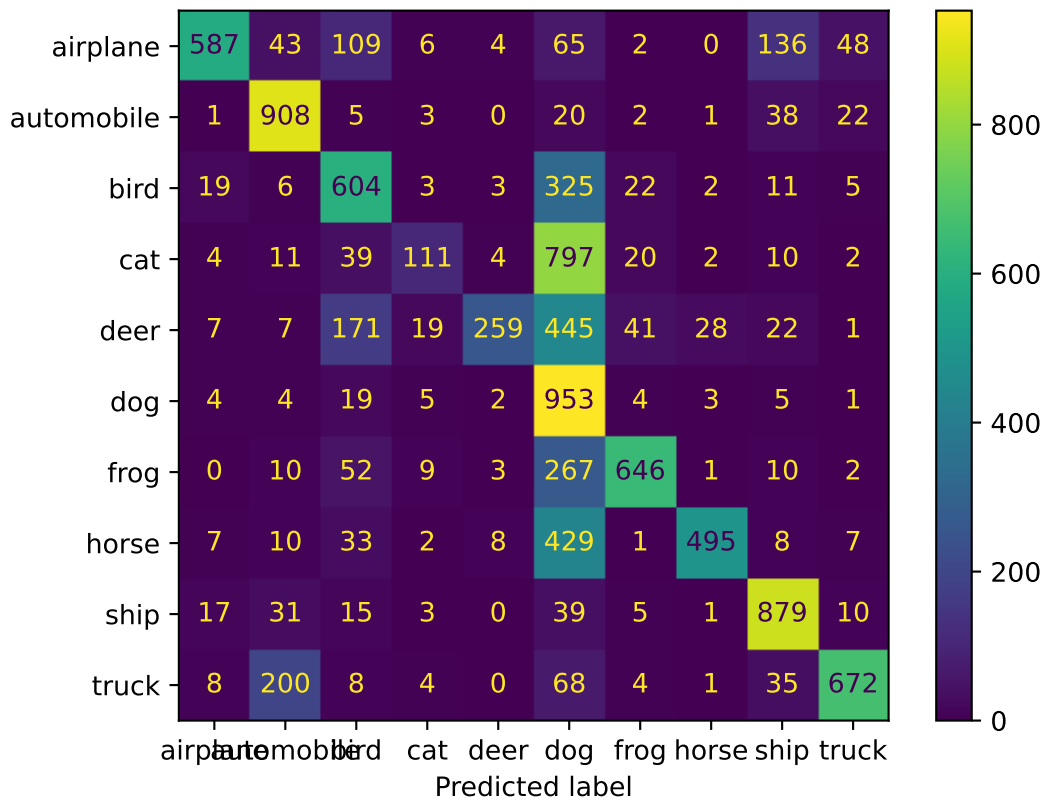 airplane 587 43 109 6 4 65 2 0 136 48
automobile 1 908 5 3 0 20 2 1 38 22 800
bird 19 6 604 3 3 325 22 2 11 5
cat 4 11 39 111 4 797 20 2 10 2 600
deer 7 7 171 19 259 445 41 28 22 1
dog 4 4 19 5 2 953 4 3 5 1 400
frog 0 10 52 9 3 267 646 1 10 2
horse 7 10 33 2 8 429 1 495 8 7 200
ship 17 31 15 3 0 39 5 1 879 10
truck 8 200 8 4 0 68 4 1 35 672 0
airplane automobile bird cat deer dog frog horse ship truck
Predicted label